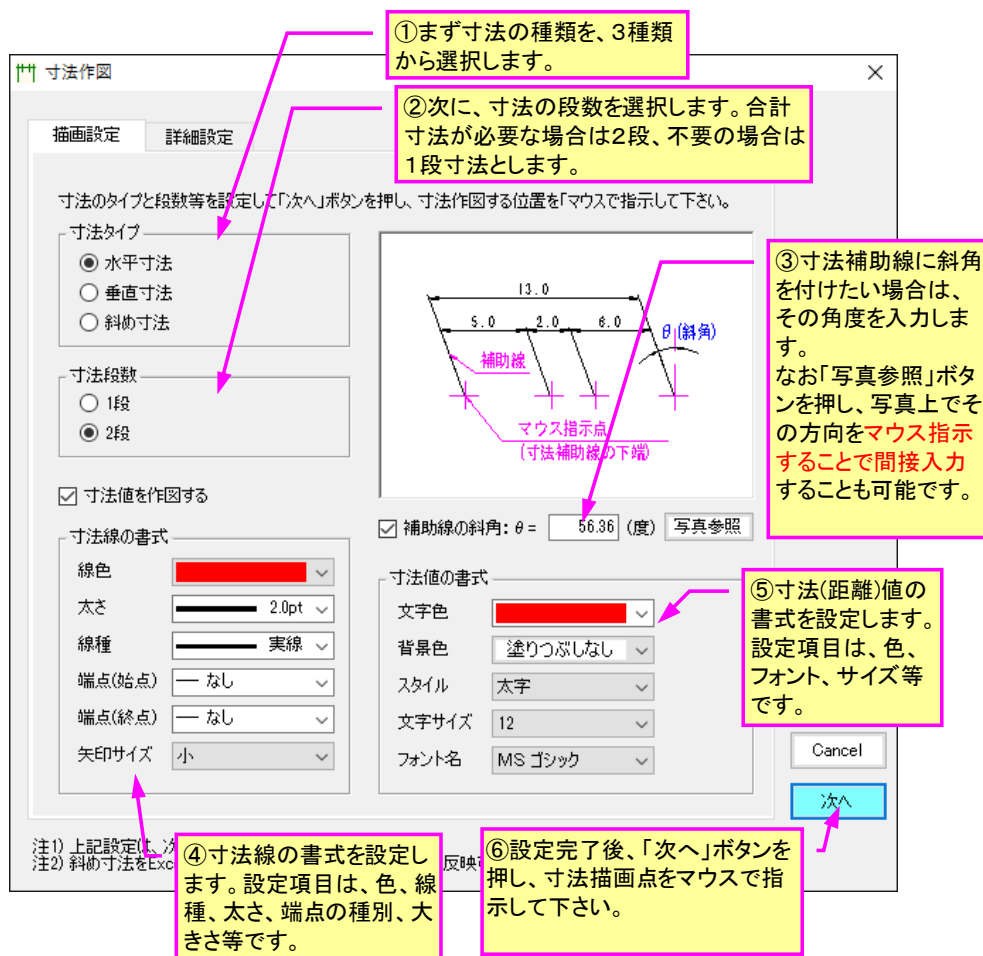 ①まず寸法の種類を、3種類
から選択します。
寸法作図
②次に、寸法の段数を選択します。合計
寸法が必要な場合は2段、不要の場合は
1段寸法とします。
描画設定
詳細設定
寸法のタイプと段数等を設定して「次へ」ボタンを押し、寸法作図する位置を「マウスで指示して下さい。
寸法タイプ
水平寸法
垂直寸法
斜め寸法
寸法段数
1段
2段
寸法値を作図する
13.0
5.0 2.0 6.0
θ(斜角)
補助線
マウス指示点
(寸法補助線の下端)
③寸法補助線に斜角
を付けたい場合は、
その角度を入力しま
す。
なお「写真参照」ボタ
ンを押し、写真上でそ
の方向をマウス指示
することで間接入力
することも可能です。
補助線の斜角：θ = 56.36 (度) 写真参照
寸法線の書式
線色
太さ 2.0pt
線種 実線
端点(始点) なし
端点(終点) なし
矢印サイズ 小
寸法値の書式
文字色
背景色 塗りつぶしなし
スタイル 太字
文字サイズ 12
フォント名 MS ゴシック
⑤寸法(距離)値の
書式を設定します。
設定項目は、色、
フォント、サイズ等
です。
Cancel
次へ
注1) 上記設定は、
注2) 斜め寸法をExc
反映
④寸法線の書式を設定し
ます。設定項目は、色、線
種、太さ、端点の種別、大
きさ等です。
⑥設定完了後、「次へ」ボタンを
押し、寸法描画点をマウスで指
示して下さい。